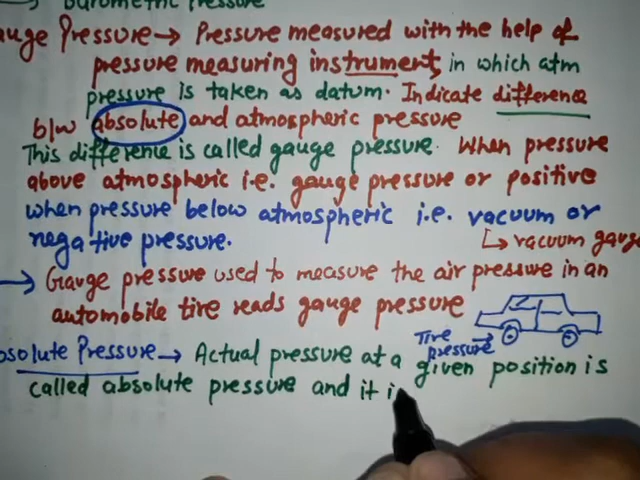 Barometric Pressure
auge Pressure → Pressure measured with the help of
pressure measuring instrument, in which atm
pressure is taken as datum. Indicate difference
b/w absolute and atmospheric pressure
This difference is called gauge pressure. When pressure
above atmospheric i.e. gauge pressure or positive
when pressure below atmospheric i.e. vacuum or
negative pressure. ↳ vacuum gauge
→ Gauge pressure used to measure the air pressure in an
automobile tire reads gauge pressure
Tire
pressure →
bsolute Pressure → Actual pressure at a given position is
called absolute pressure and it i